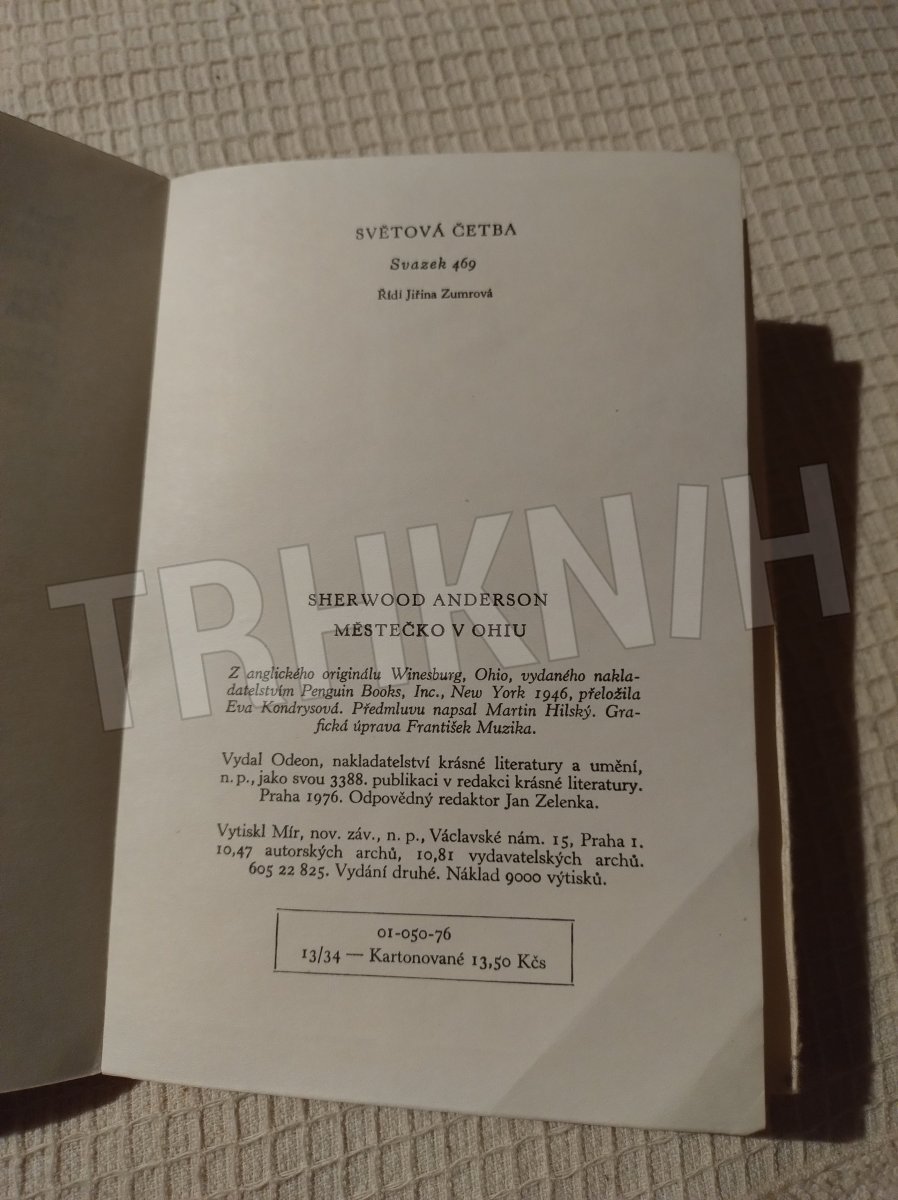 SVĚTOVÁ ČETBA
Svazek 469
Řídí Jiřina Zumrová
TRHKNIH
SHERWOOD ANDERSON
MĚSTEČKO V OHIU
Z anglického originálu Winesburg, Ohio, vydaného nakla-
datelstvím Penguin Books, Inc., New York 1946, přeložila
Eva Kondrysová. Předmluvu napsal Martin Hilský. Gra-
fická úprava František Muzika.
Vydal Odeon, nakladatelství krásné literatury a umění,
n. p., jako svou 3388. publikaci v redakci krásné literatury.
Praha 1976. Odpovědný redaktor Jan Zelenka.
Vytiskl Mír, nov. záv., n. p., Václavské nám. 15, Praha 1.
10,47 autorských archů, 10,81 vydavatelských archů.
605 22 825. Vydání druhé. Náklad 9000 výtisků.
01-050-76
13/34 — Kartonované 13,50 Kčs